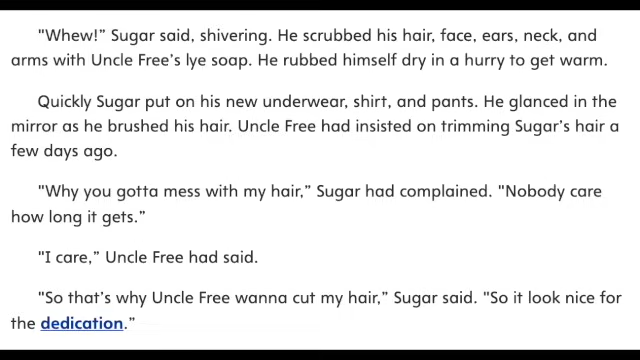 "Whew!” Sugar said, shivering. He scrubbed his hair, face, ears, neck, and
arms with Uncle Free’s lye soap. He rubbed himself dry in a hurry to get warm.
Quickly Sugar put on his new underwear, shirt, and pants. He glanced in the
mirror as he brushed his hair. Uncle Free had insisted on trimming Sugar’s hair a
few days ago.
"Why you gotta mess with my hair,” Sugar had complained. "Nobody care
how long it gets.”
"I care,” Uncle Free had said.
"So that’s why Uncle Free wanna cut my hair,” Sugar said. "So it look nice for
the dedication.”